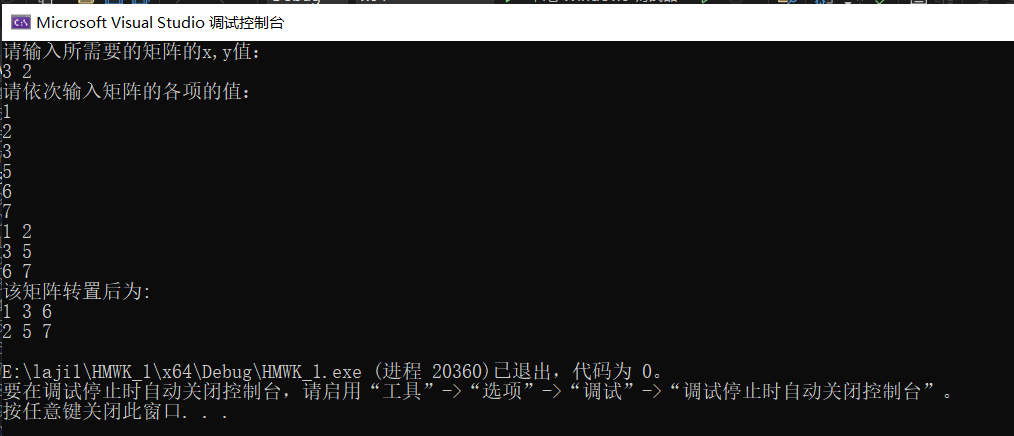 Microsoft Visual Studio 调试控制台
请输入所需要的矩阵的x,y值：
3 2
请依次输入矩阵的各项的值：
1
2
3
5
6
7
1 2
3 5
6 7
该矩阵转置后为:
1 3 6
2 5 7
E:\laji1\HMWK_1\x64\Debug\HMWK_1.exe (进程 20360)已退出，代码为 0。
要在调试停止时自动关闭控制台，请启用“工具”->“选项”->“调试”->“调试停止时自动关闭控制台”。
按任意键关闭此窗口. . .